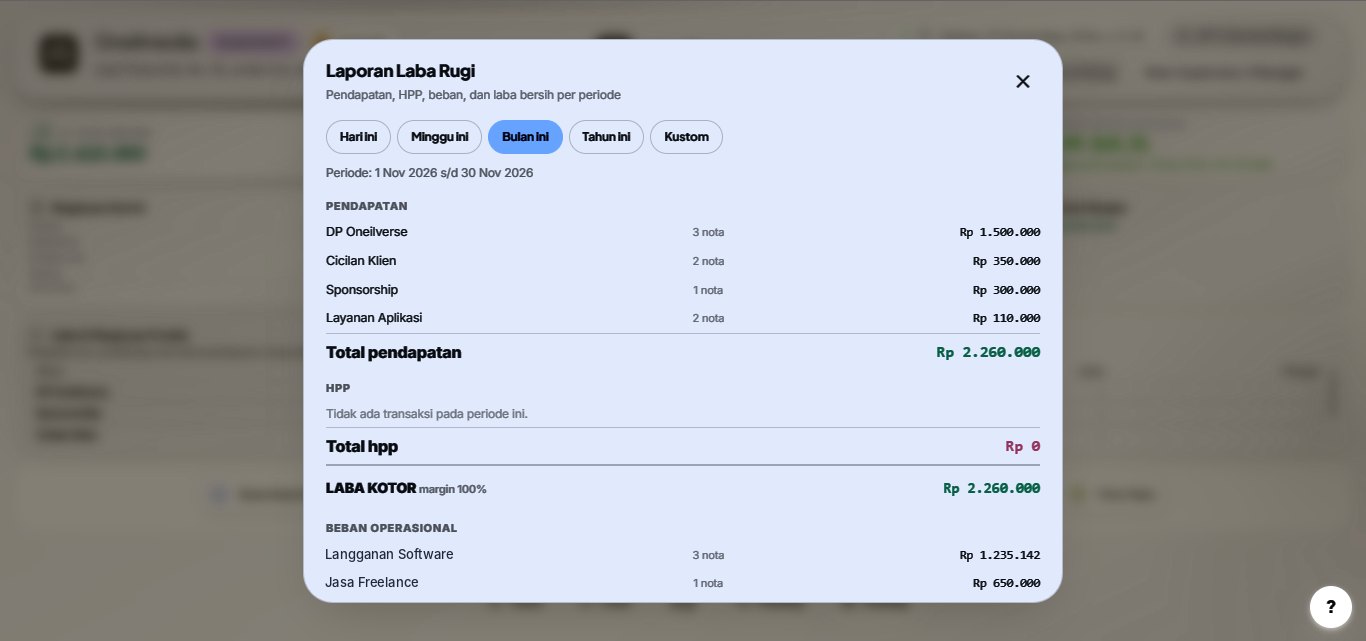 Laporan Laba Rugi
Pendapatan, HPP, beban, dan laba bersih per periode
Hari ini Minggu ini Bulan ini Tahun ini Kustom
Periode: 1 Nov 2026 s/d 30 Nov 2026
PENDAPATAN
DP Oneilverse 3 nota Rp 1.500.000
Cicilan Klien 2 nota Rp 350.000
Sponsorship 1 nota Rp 300.000
Layanan Aplikasi 2 nota Rp 110.000
Total pendapatan Rp 2.260.000
HPP
Tidak ada transaksi pada periode ini.
Total hpp Rp 0
LABA KOTOR margin 100% Rp 2.260.000
BEBAN OPERASIONAL
Langganan Software 3 nota Rp 1.235.142
Jasa Freelance 1 nota Rp 650.000
?